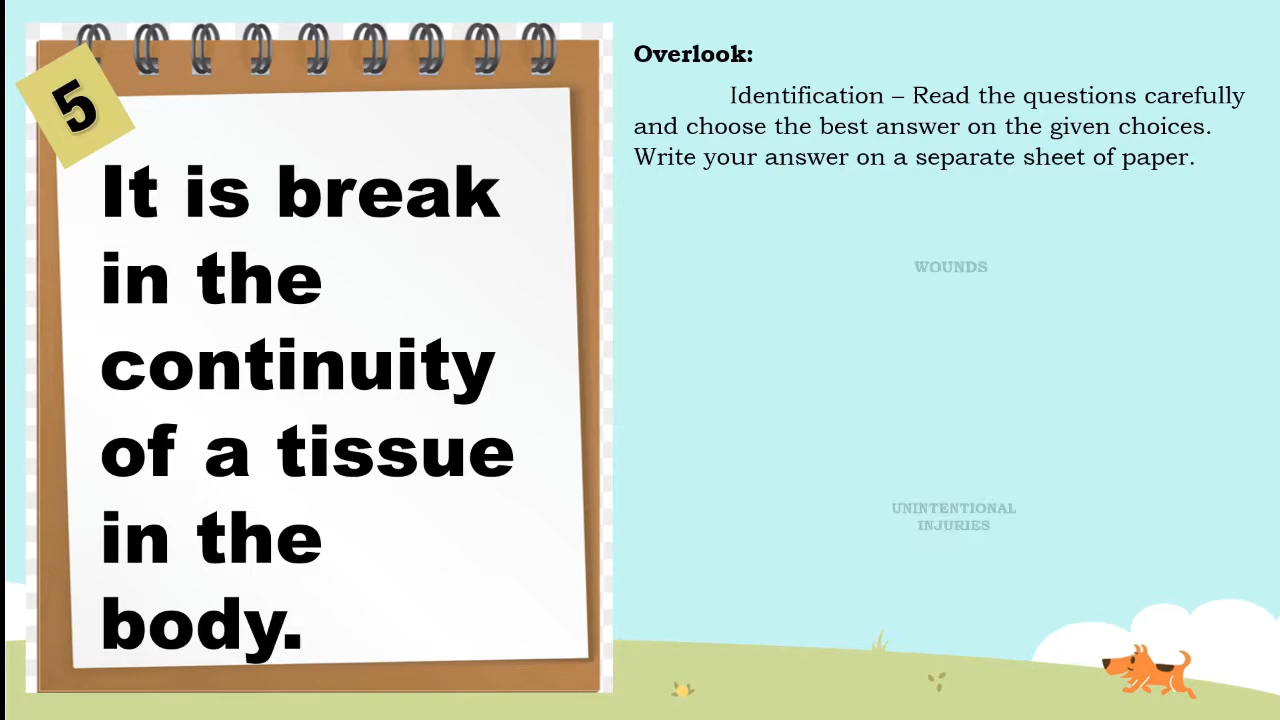 5
It is break
in the
continuity
of a tissue
in the
body.
Overlook:
Identification – Read the questions carefully
and choose the best answer on the given choices.
Write your answer on a separate sheet of paper.
WOUNDS
UNINTENTIONAL
INJURIES